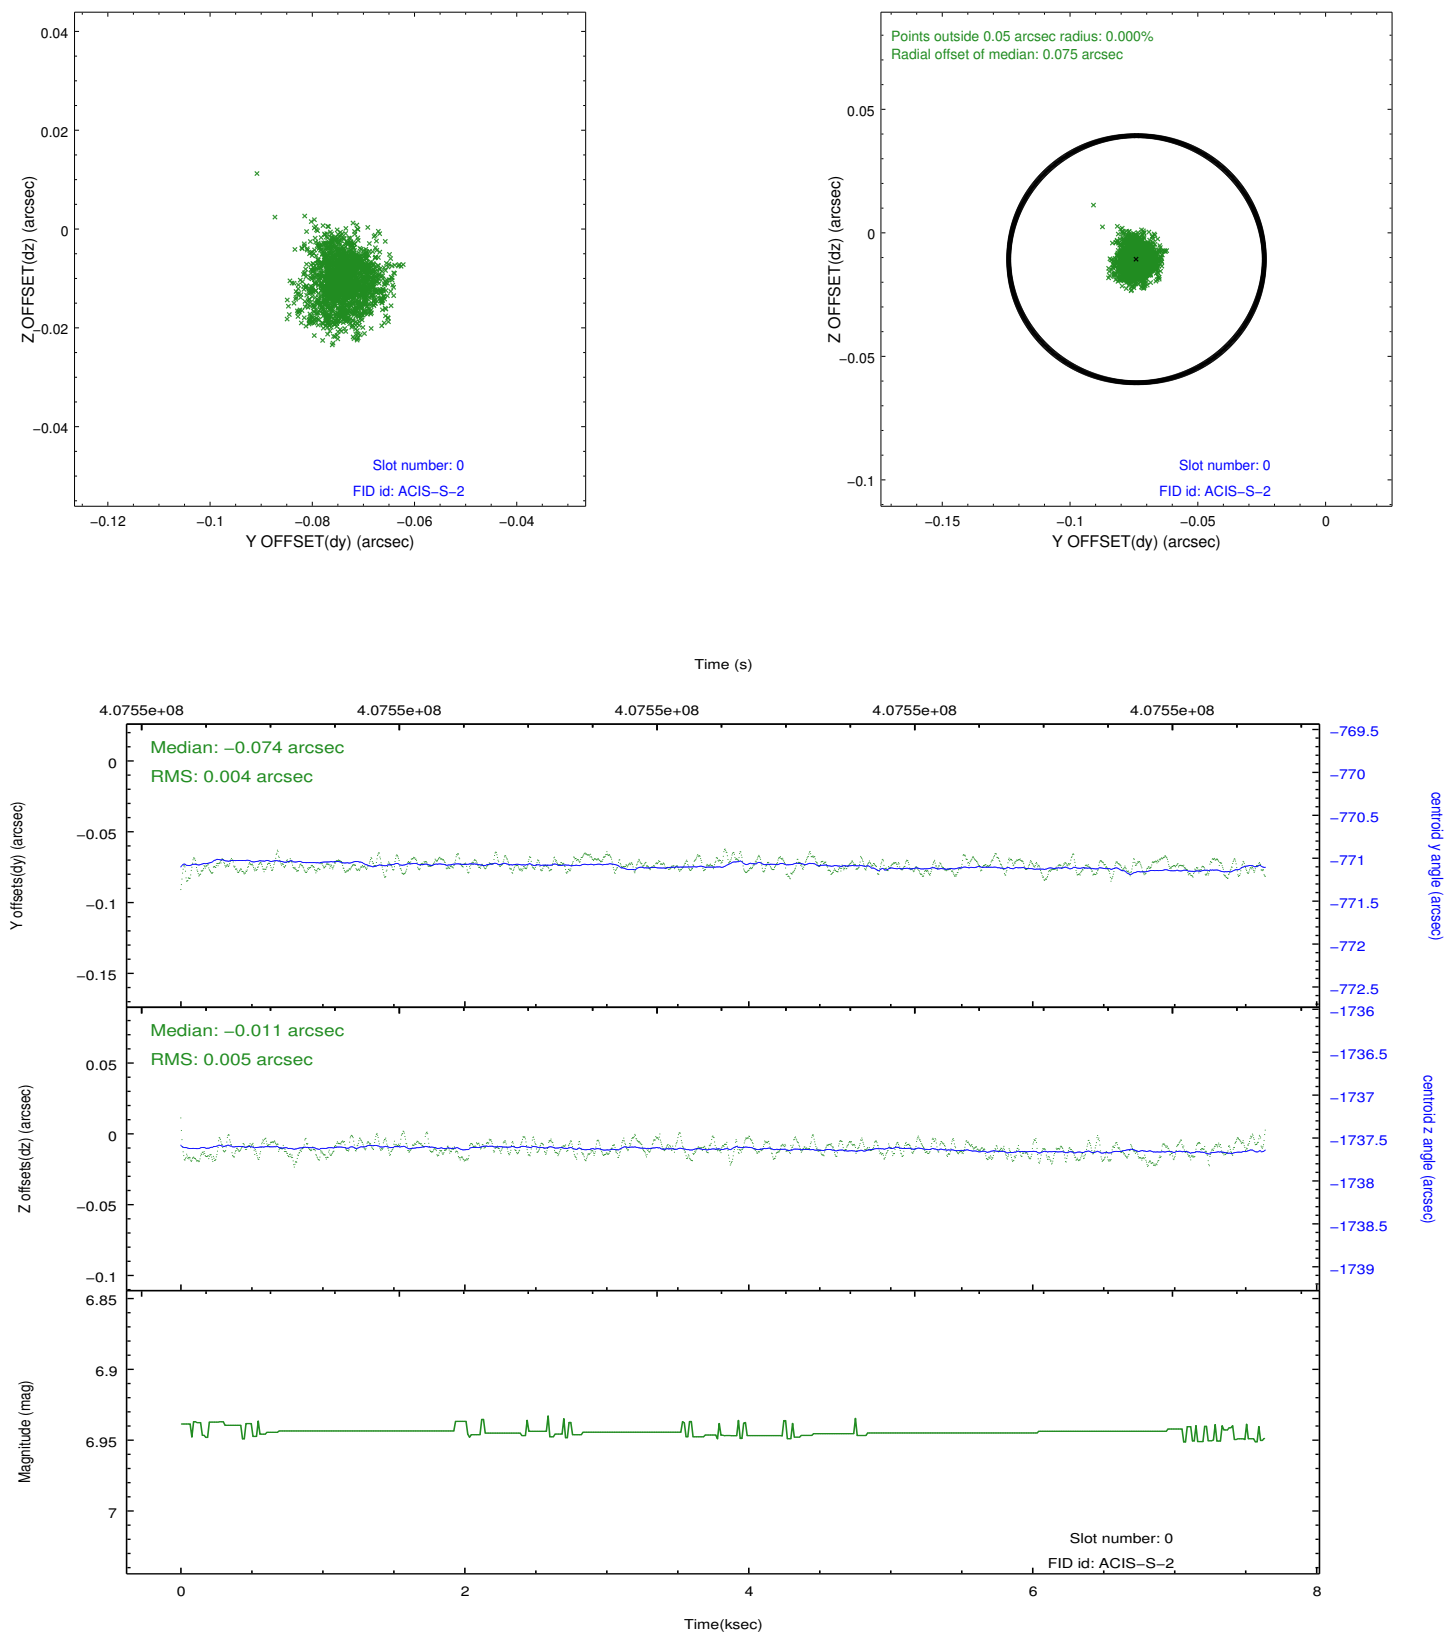 0.04
0.02
0
−0.02
−0.04
Z OFFSET(dz) (arcsec)
Slot number: 0
FID id: ACIS−S−2
−0.12
−0.1
−0.08
−0.06
−0.04
Y OFFSET(dy) (arcsec)
Points outside 0.05 arcsec radius: 0.000%
Radial offset of median: 0.075 arcsec
0.05
0
−0.05
−0.1
Z OFFSET(dz) (arcsec)
Slot number: 0
FID id: ACIS−S−2
−0.15
−0.1
−0.05
0
Y OFFSET(dy) (arcsec)
Time (s)
4.0755e+08
4.0755e+08
4.0755e+08
4.0755e+08
4.0755e+08
Median: −0.074 arcsec
RMS: 0.004 arcsec
0
−0.05
−0.1
−0.15
Y offsets(dy) (arcsec)
−769.5
−770
−770.5
−771
−771.5
−772
−772.5
centroid y angle (arcsec)
Median: −0.011 arcsec
RMS: 0.005 arcsec
0.05
0
−0.05
−0.1
Z offsets(dz) (arcsec)
−1736
−1736.5
−1737
−1737.5
−1738
−1738.5
−1739
centroid z angle (arcsec)
6.85
6.9
6.95
7
Magnitude (mag)
Slot number: 0
FID id: ACIS−S−2
0
2
4
6
8
Time(ksec)